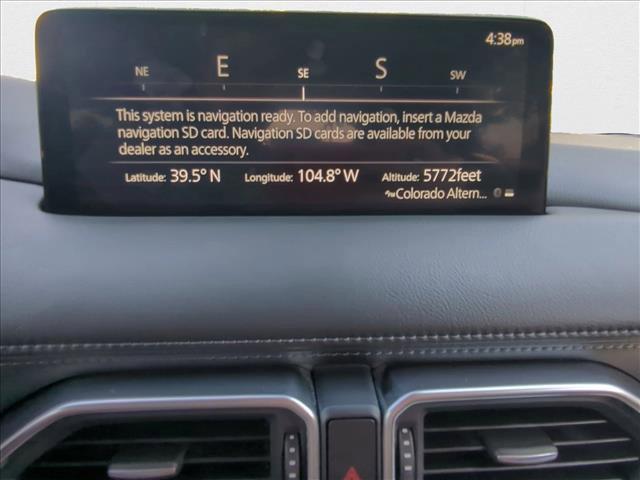 4:38pm
NE E SE S SW
This system is navigation ready. To add navigation, insert a Mazda
navigation SD card. Navigation SD cards are available from your
dealer as an accessory.
Latitude: 39.5° N Longitude: 104.8° W Altitude: 5772feet
Colorado Altern...